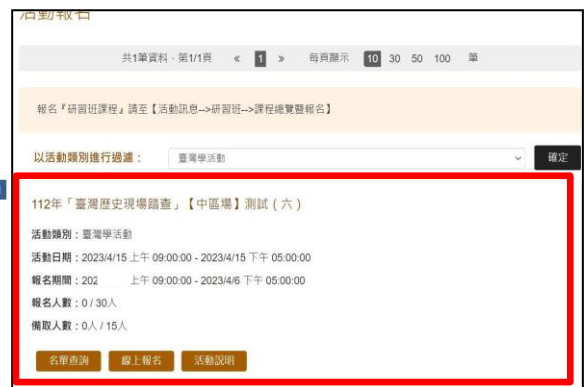 活動報名
共1筆資料 - 第1/1頁 « 1 » 每頁顯示 10 30 50 100 筆
報名『研習班課程』請至【活動訊息-->研習班-->課程總覽暨報名】
以活動類別進行過濾： 臺灣學活動 確定
112年「臺灣歷史現場踏查」【中區場】測試(六)
活動類別：臺灣學活動
活動日期：2023/4/15 上午 09:00:00 - 2023/4/15 下午 05:00:00
報名期間：202 上午 09:00:00 - 2023/4/6 下午 05:00:00
報名人數：0 / 30人
備取人數：0人 / 15人
名單查詢 線上報名 活動說明